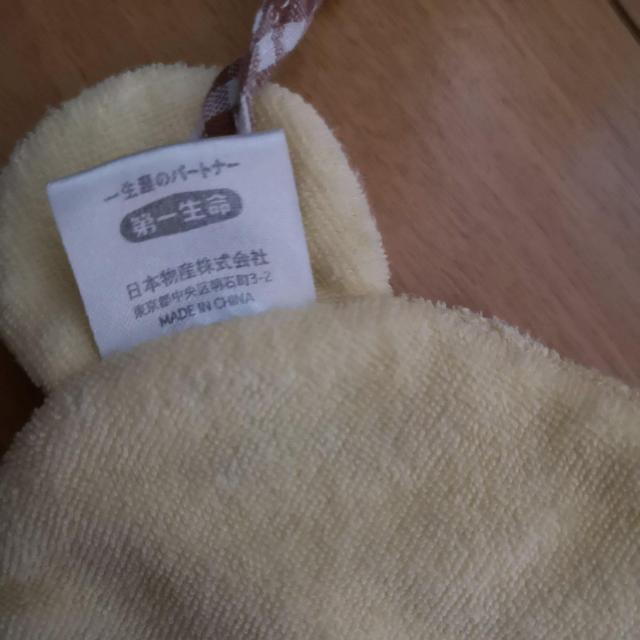 一生涯のパートナー
第一生命
日本物産株式会社
東京都中央区明石町3-2
MADE IN CHINA